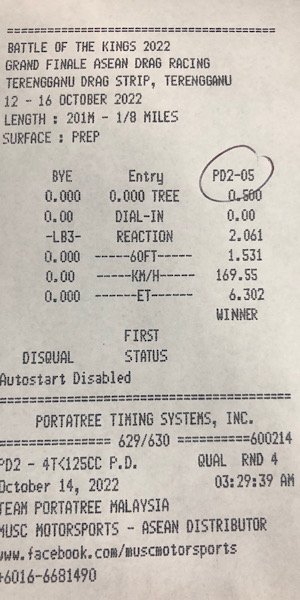 =================================
BATTLE OF THE KINGS 2022
GRAND FINALE ASEAN DRAG RACING
TERENGGANU DRAG STRIP, TERENGGANU
12 - 16 OCTOBER 2022
LENGTH : 201M - 1/8 MILES
SURFACE : PREP
BYE Entry PD2-05
0.000 0.000 TREE 0.500
0.00 DIAL-IN 0.00
-LB3- REACTION 2.061
0.000 ------60FT----- 1.531
0.00 ------KM/H----- 169.55
0.000 ------ET----- 6.302
WINNER
FIRST
DISQUAL STATUS
Autostart Disabled
=================================
PORTATREE TIMING SYSTEMS, INC.
================ 629/630 ==========600214
PD2 - 4T<125CC P.D. QUAL RND 4
October 14, 2022 03:29:39 AM
TEAM PORTATREE MALAYSIA
MUSC MOTORSPORTS - ASEAN DISTRIBUTOR
www.facebook.com/muscmotorsports
+6016-6681490